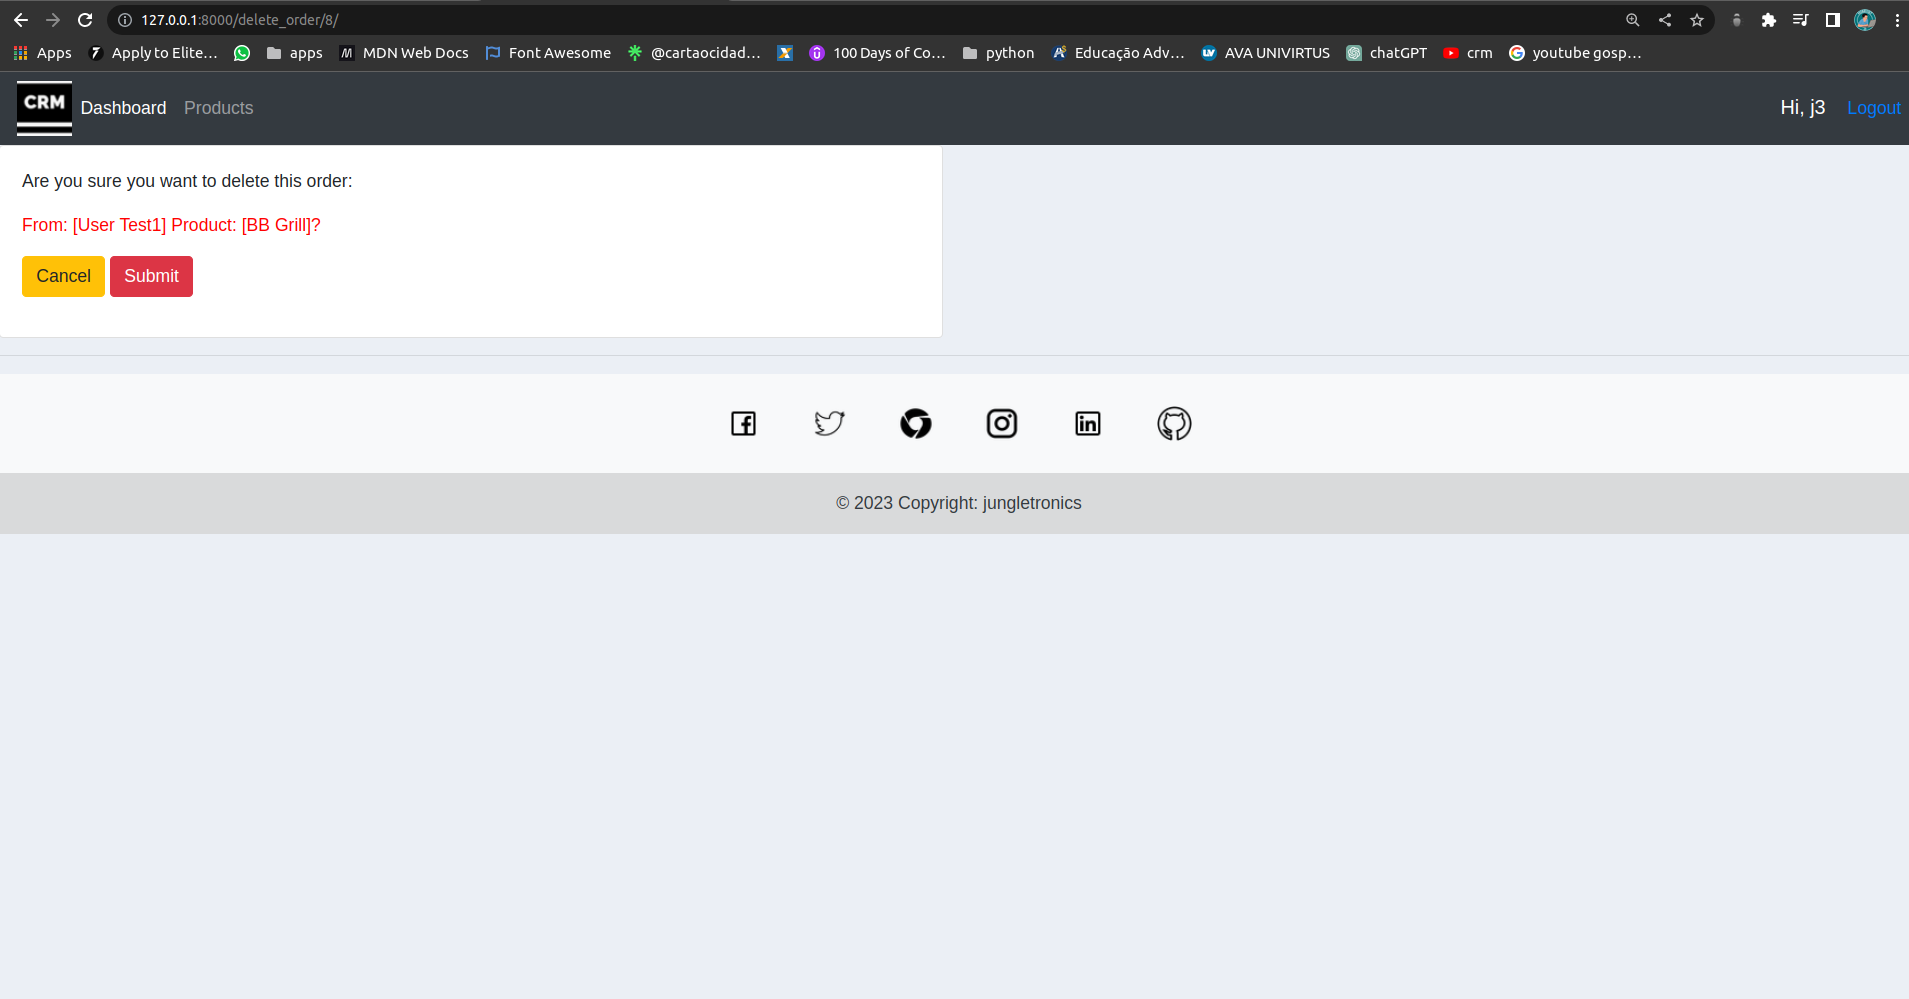 127.0.0.1:8000/delete_order/8/
Apps Apply to Elite... apps MDN Web Docs Font Awesome @cartaocidad... 100 Days of Co... python Educação Adv... AVA UNIVIRTUS chatGPT crm youtube gosp...
CRM Dashboard Products Hi, j3 Logout
Are you sure you want to delete this order:
From: [User Test1] Product: [BB Grill]?
Cancel Submit
© 2023 Copyright: jungletronics